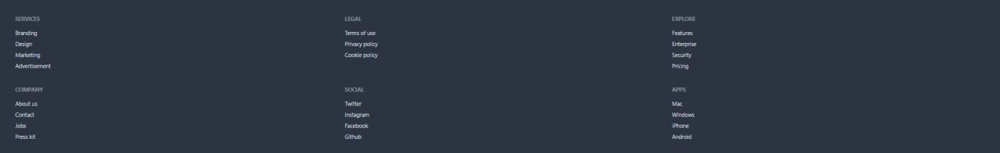 SERVICES
Branding
Design
Marketing
Advertisement
LEGAL
Terms of use
Privacy policy
Cookie policy
EXPLORE
Features
Enterprise
Security
Pricing
COMPANY
About us
Contact
Jobs
Press kit
SOCIAL
Twitter
Instagram
Facebook
Github
APPS
Mac
Windows
iPhone
Android